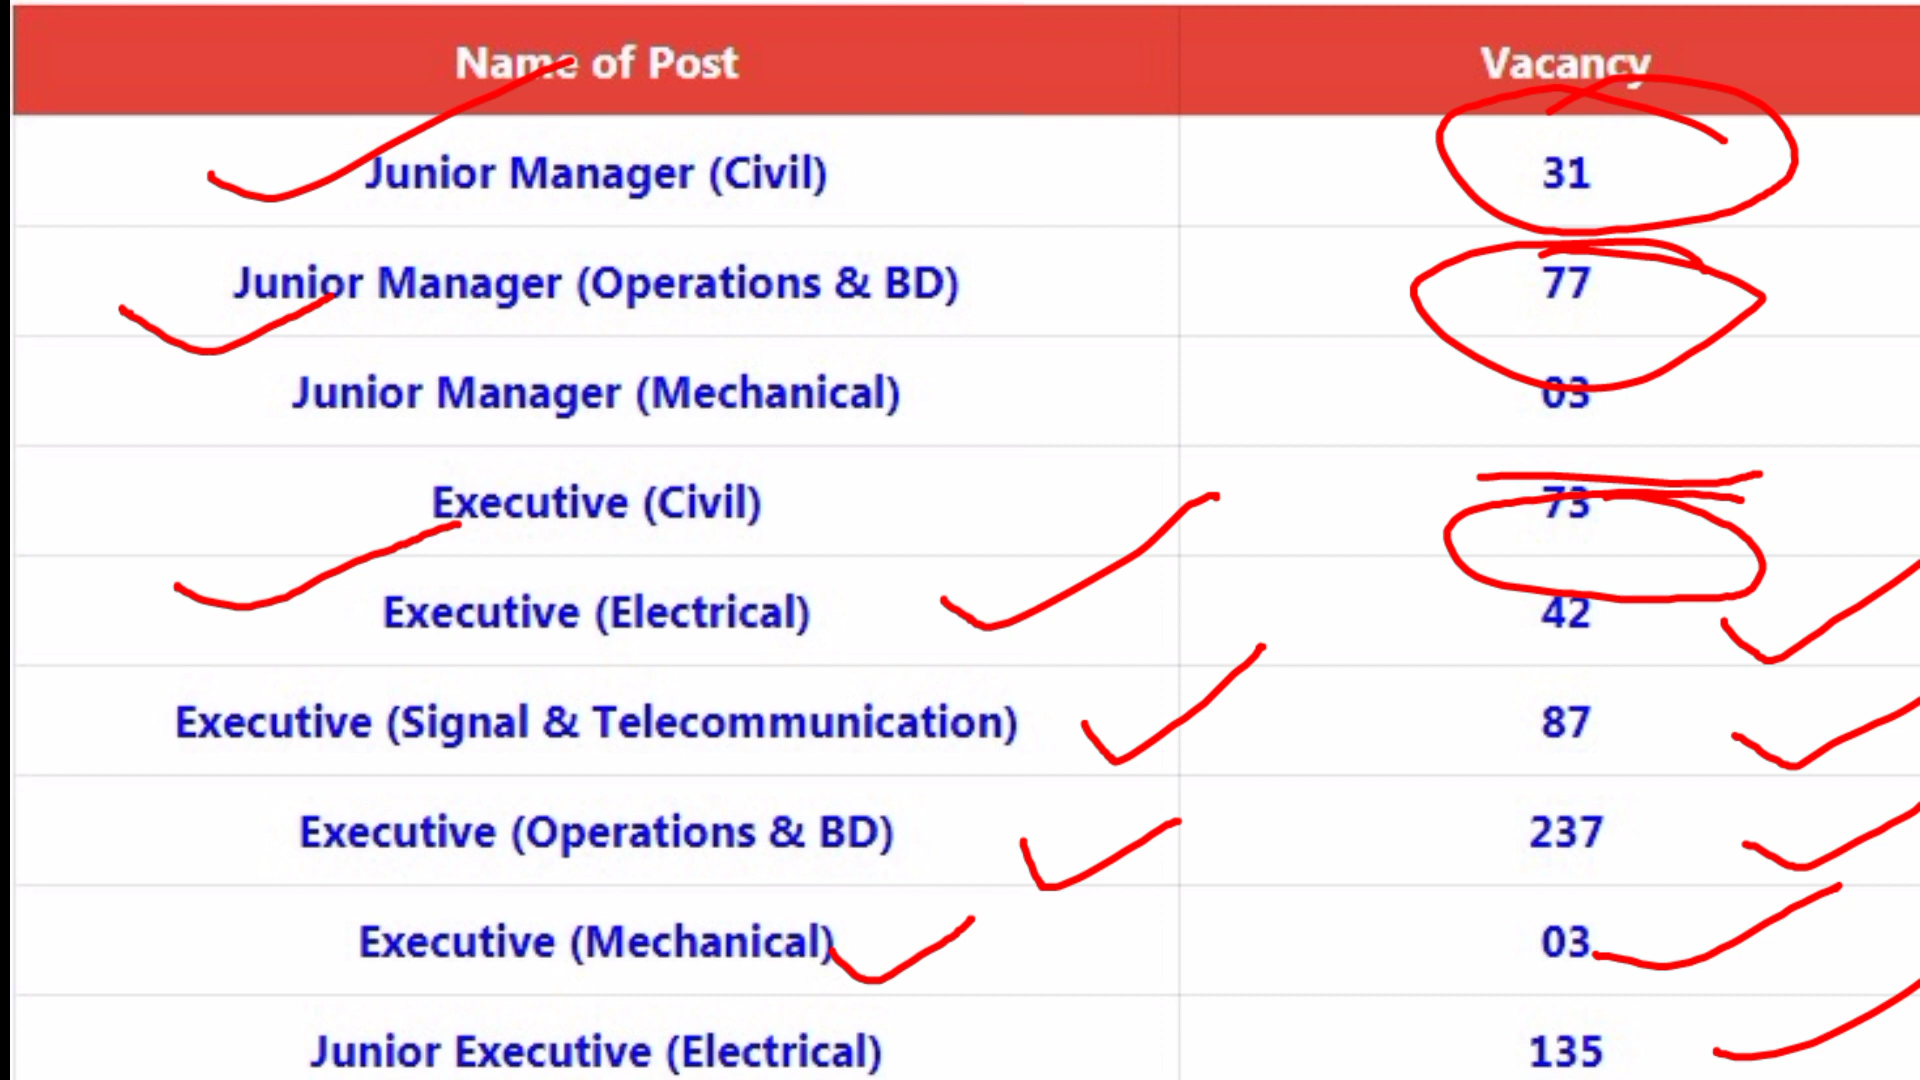 Name of Post Vacancy
Junior Manager (Civil) 31
Junior Manager (Operations & BD) 77
Junior Manager (Mechanical) 03
Executive (Civil) 73
Executive (Electrical) 42
Executive (Signal & Telecommunication) 87
Executive (Operations & BD) 237
Executive (Mechanical) 03
Junior Executive (Electrical) 135